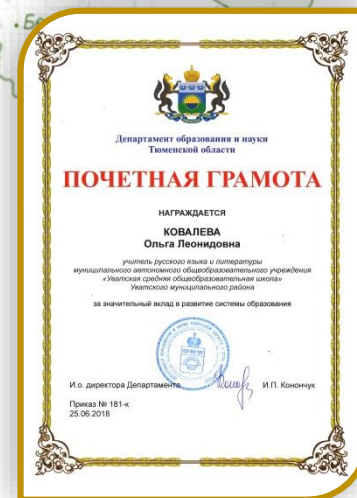 • Бе
Департамент образования и науки
Тюменской области
ПОЧЕТНАЯ ГРАМОТА
НАГРАЖДАЕТСЯ
КОВАЛЕВА
Ольга Леонидовна
учитель русского языка и литературы
муниципального автономного общеобразовательного учреждения
«Уватская средняя общеобразовательная школа»
Уватского муниципального района
за значительный вклад в развитие системы образования
И.о. директора Департамента И.П. Конончук
Приказ № 181-к
25.06.2018